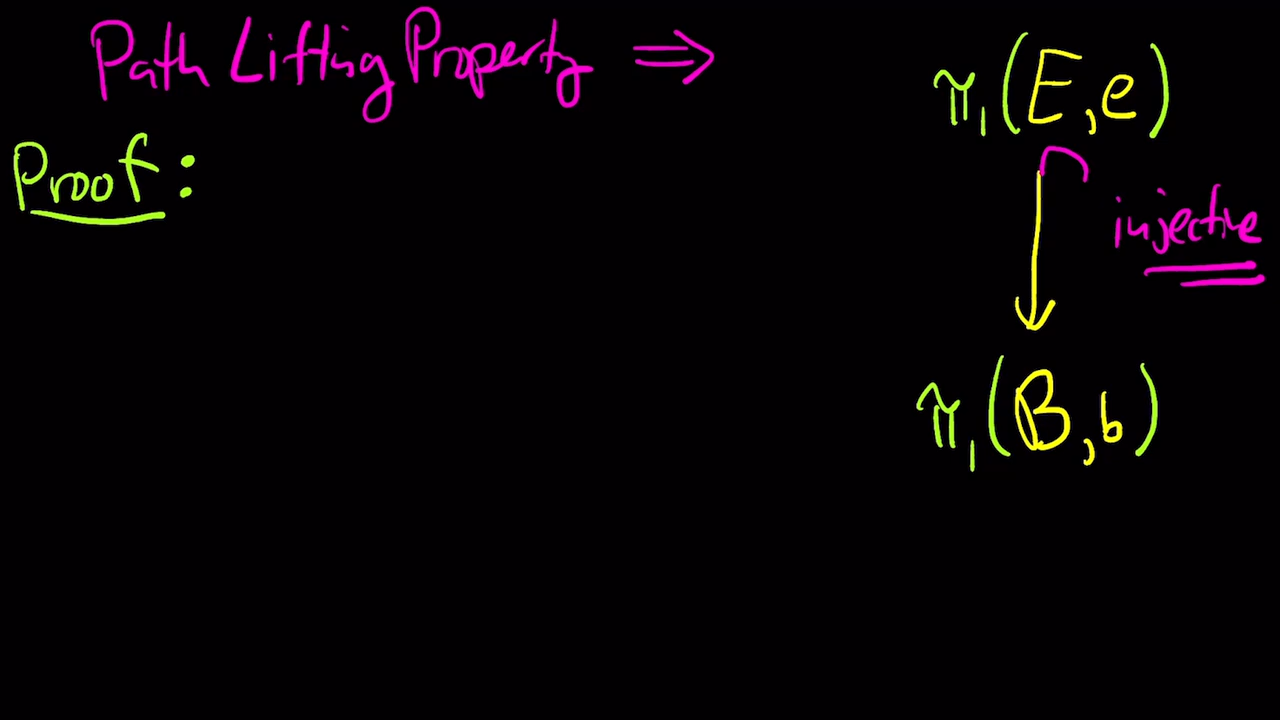 Path Lifting Property ⇒
π₁(E,e)
Proof:
injective
π₁(B,b)